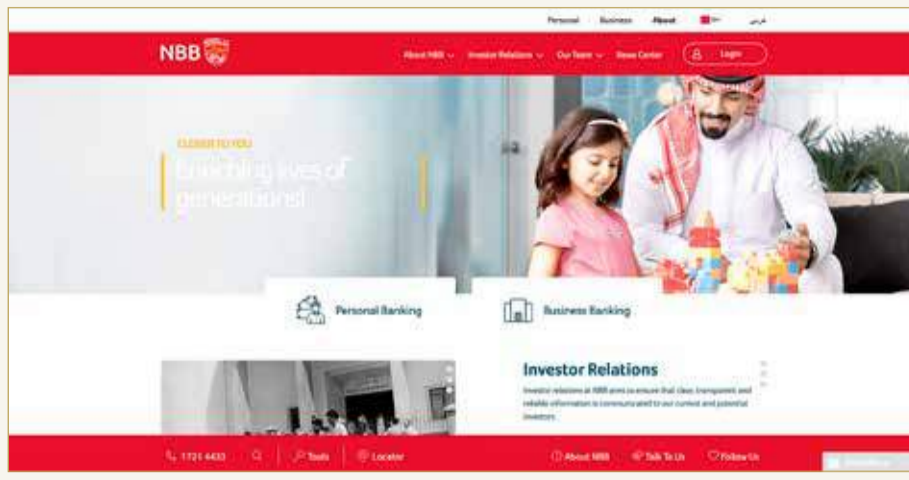 Personal Business About EN عربي
NBB
About NBB Investor Relations Our Team News Center Login
CLOSER TO YOU
Enriching lives of
generations!
Personal Banking
Business Banking
Investor Relations
Investor relations at NBB aims to ensure that clear, transparent and
reliable information is communicated to our current and potential
investors.
1721 4433 Tools Locator About NBB Talk To Us Follow Us